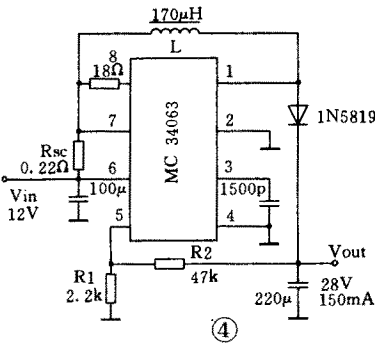 170μH
L
8
18Ω
1
1N5819
7
2
MC 34063
Rsc
0.22Ω
6
3
100μ
1500p
Vin
12V
5
4
R2
47k
Vout
R1
2.2k
28V
220μ
150mA
④